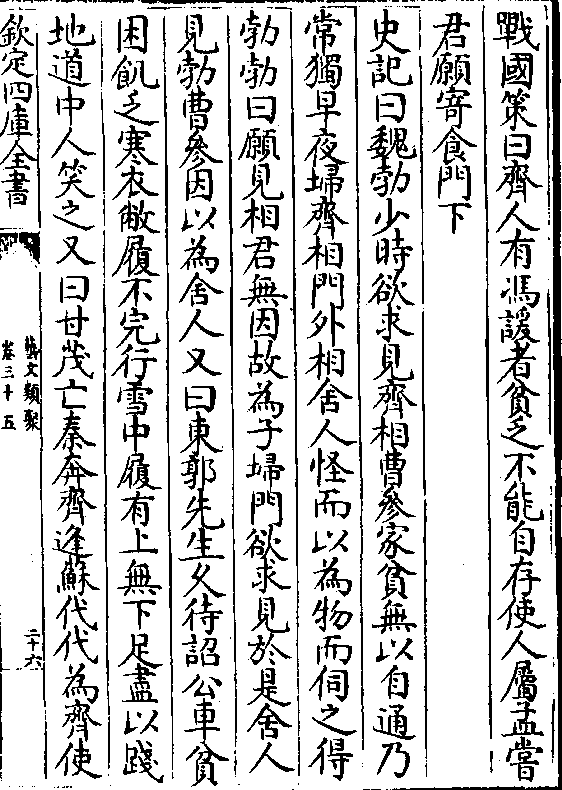 戰國策曰齊人有馮諼者貧乏不能自存使人屬孟嘗
君願寄食門下
史記曰魏勃少時欲求見齊相曹參家貧無以自通乃
常獨早夜埽齊相門外相舍人怪而以為物而伺之得
勃勃曰願見相君無因故為子埽門欲求見於是舍人
見勃曹參因以為舍人又曰東郭先生久待詔公車貧
困飢乏寒衣敝履不完行雪中履有上無下足盡以踐
地道中人笑之又曰甘茂亡秦奔齊逢蘇代代為齊使
欽定四庫全書
藝文類聚
卷三十五
二十六